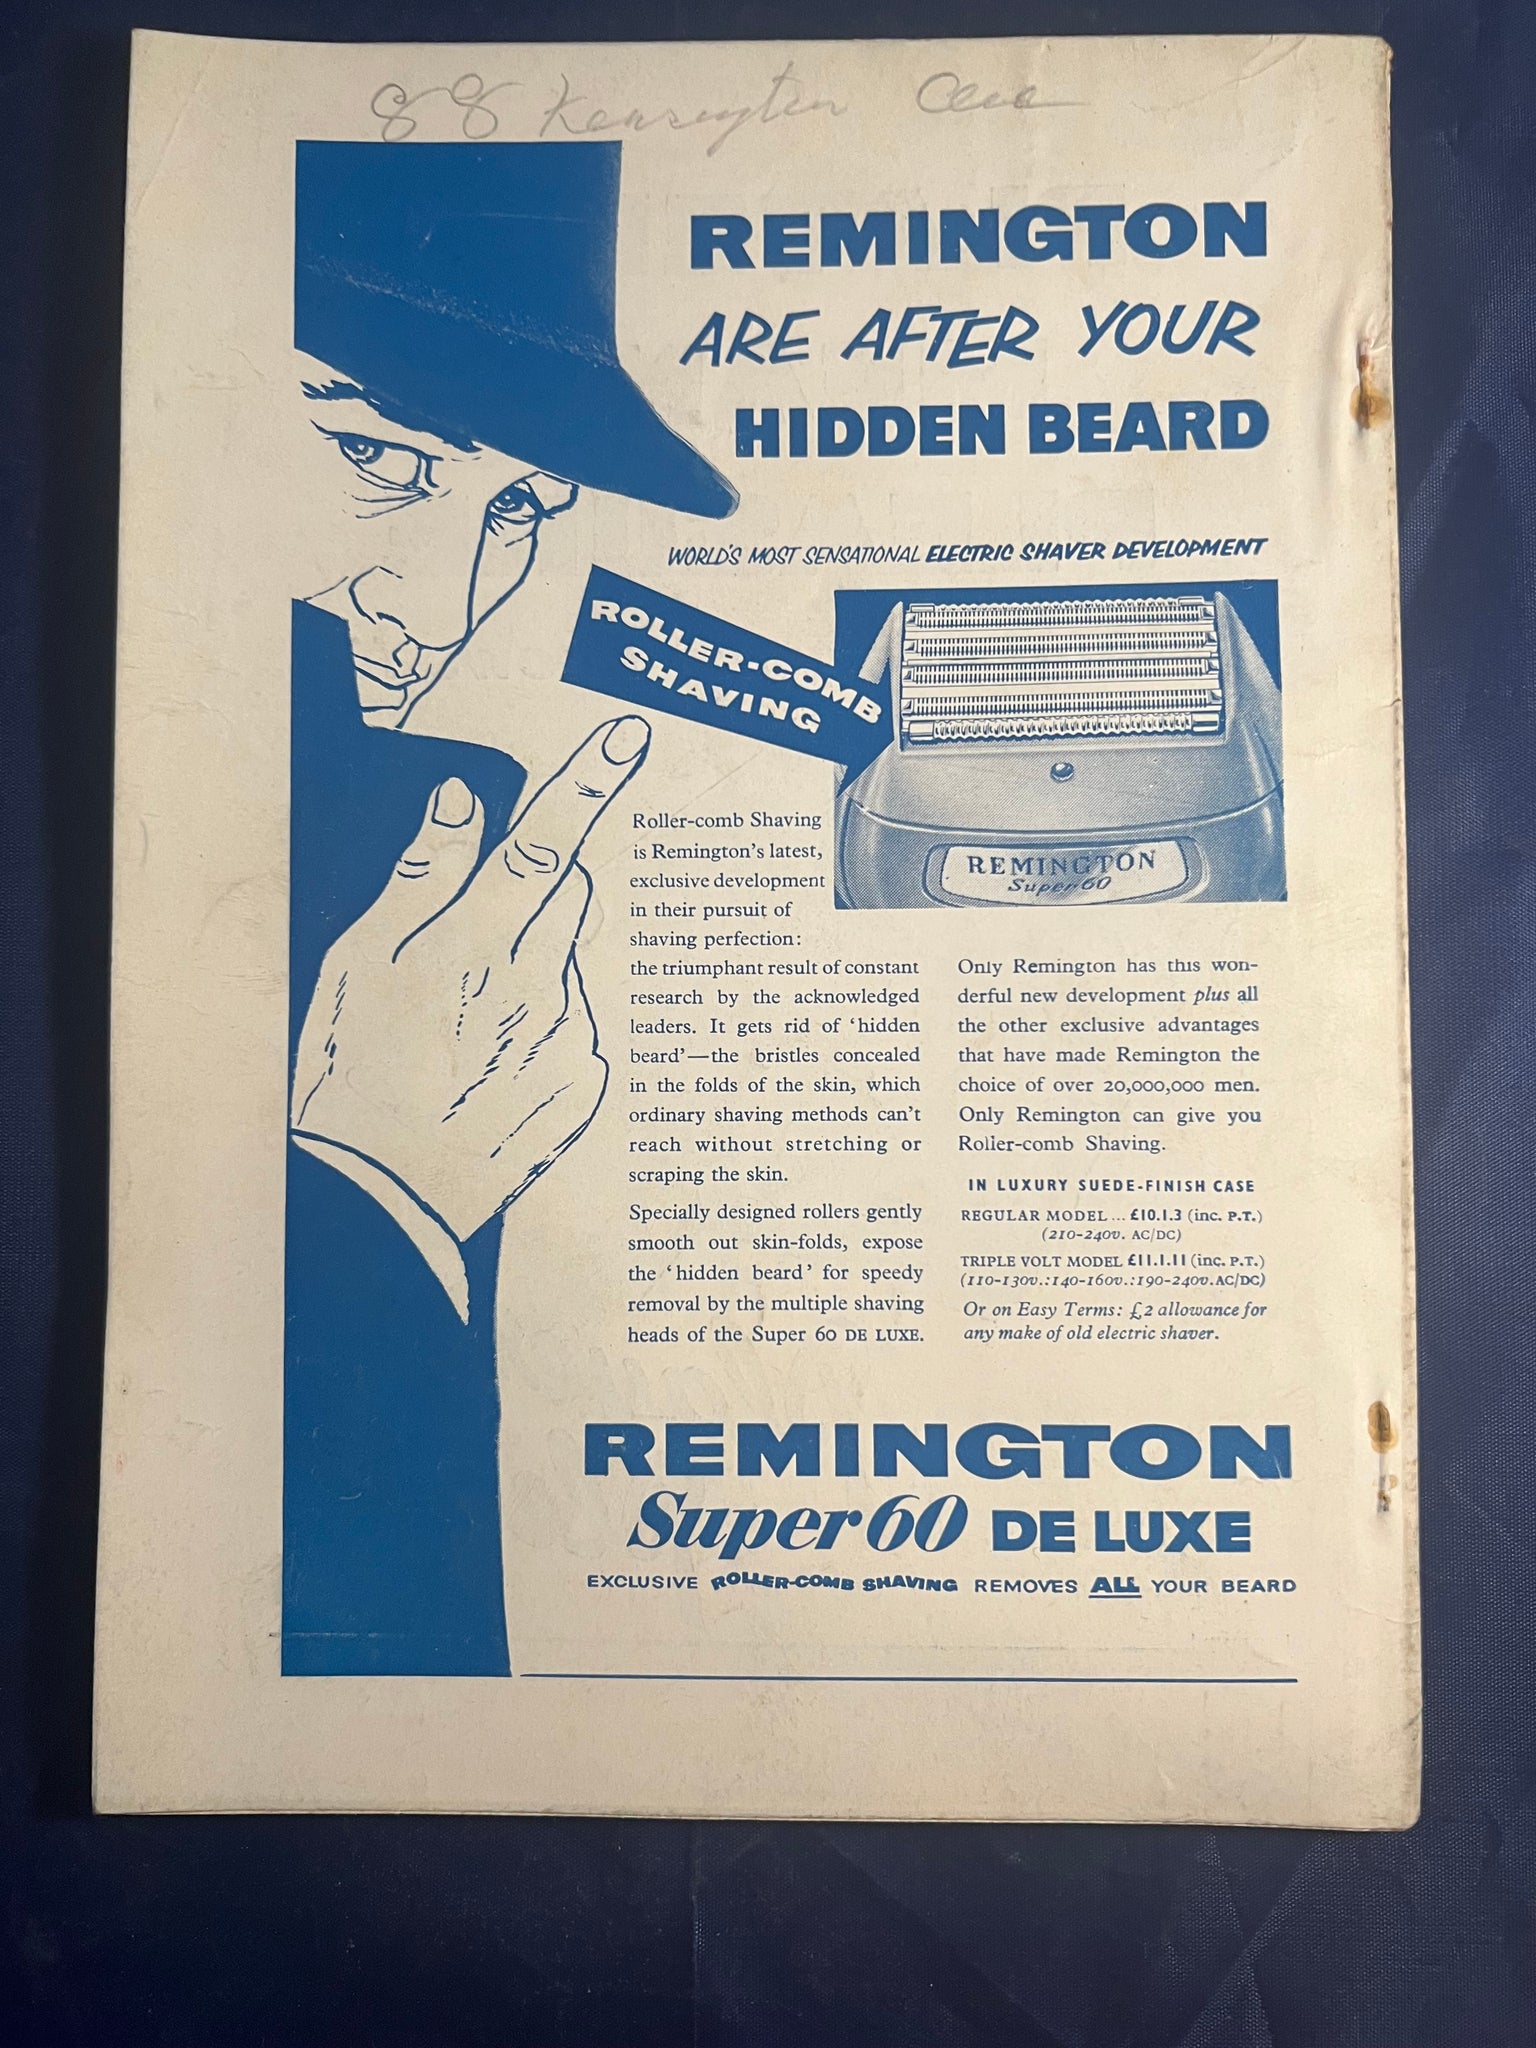 88 Kensington Ave
REMINGTON
ARE AFTER YOUR
HIDDEN BEARD
WORLD'S MOST SENSATIONAL ELECTRIC SHAVER DEVELOPMENT
ROLLER-COMB
SHAVING
REMINGTON
Super 60
Roller-comb Shaving
is Remington's latest,
exclusive development
in their pursuit of
shaving perfection:
the triumphant result of constant
research by the acknowledged
leaders. It gets rid of ‘hidden
beard’—the bristles concealed
in the folds of the skin, which
ordinary shaving methods can't
reach without stretching or
scraping the skin.
Specially designed rollers gently
smooth out skin-folds, expose
the ‘hidden beard’ for speedy
removal by the multiple shaving
heads of the Super 60 DE LUXE.
Only Remington has this won-
derful new development plus all
the other exclusive advantages
that have made Remington the
choice of over 20,000,000 men.
Only Remington can give you
Roller-comb Shaving.
IN LUXURY SUEDE-FINISH CASE
REGULAR MODEL ... £10.1.3 (inc. P.T.)
(210-240v. AC/DC)
TRIPLE VOLT MODEL £11.1.11 (inc. P.T.)
(110-130v.:140-160v.:190-240v. AC/DC)
Or on Easy Terms: £2 allowance for
any make of old electric shaver.
REMINGTON
Super 60 DE LUXE
EXCLUSIVE ROLLER-COMB SHAVING REMOVES ALL YOUR BEARD